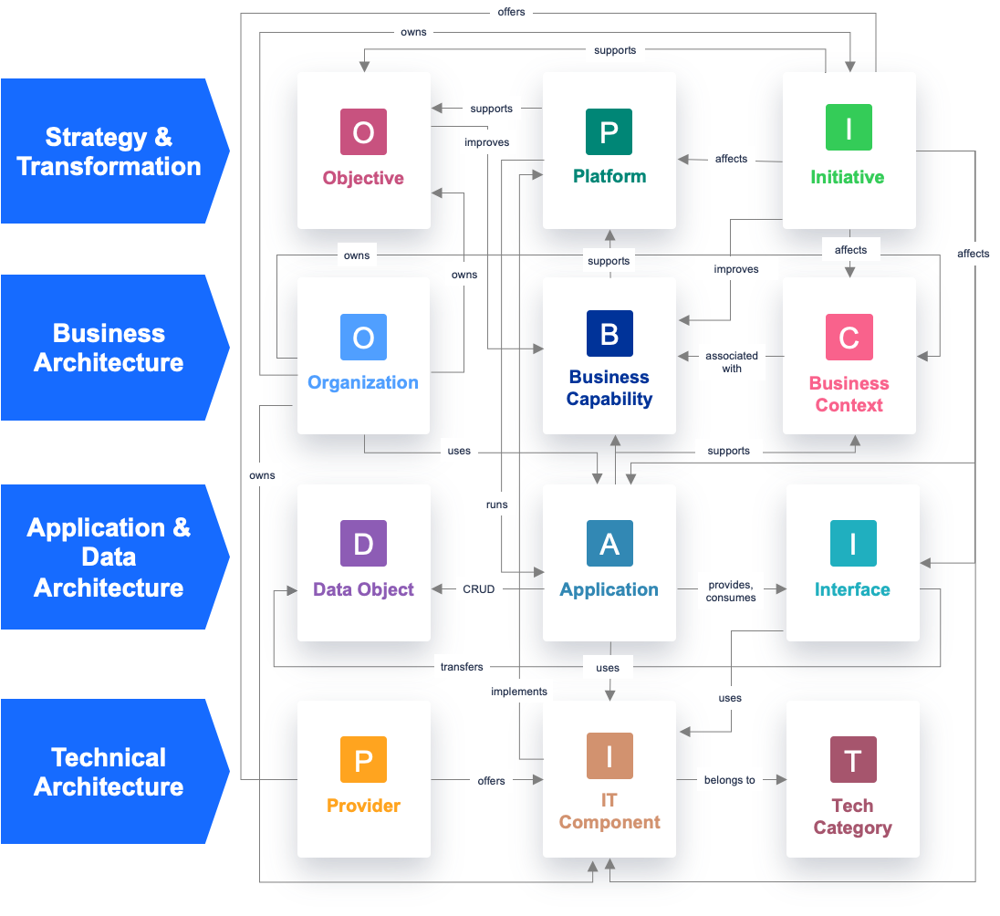 offers
owns
supports
Strategy &
Transformation
O
Objective
supports
improves
P
Platform
affects
I
Initiative
owns
owns
supports
improves
affects
affects
Business
Architecture
O
Organization
B
Business
Capability
associated
with
C
Business
Context
uses
supports
owns
runs
Application &
Data
Architecture
D
Data Object
CRUD
A
Application
provides,
consumes
I
Interface
transfers
uses
implements
uses
Technical
Architecture
P
Provider
offers
I
IT
Component
belongs to
T
Tech
Category